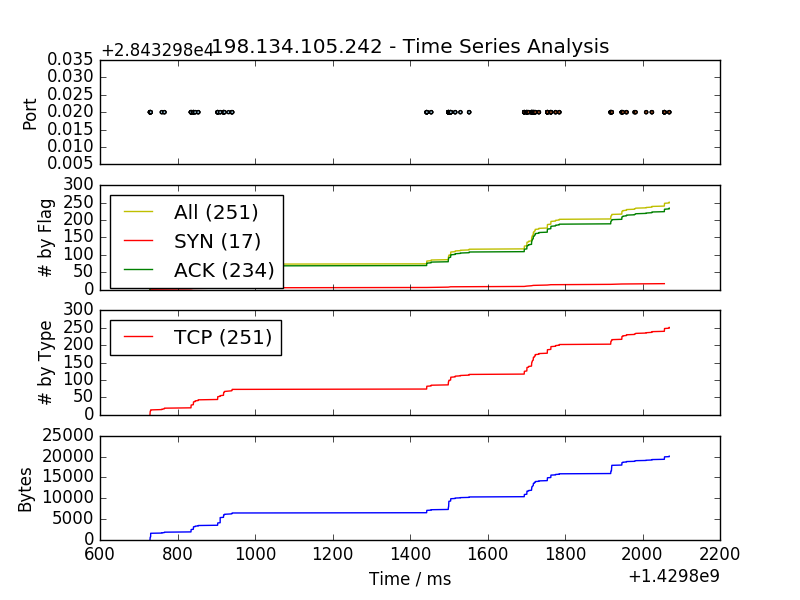 198.134.105.242 - Time Series Analysis
+2.843298e4
0.035
0.030
0.025
0.020
0.015
0.010
0.005
Port
300
250
200
150
100
50
0
# by Flag
All (251)
SYN (17)
ACK (234)
300
250
200
150
100
50
0
# by Type
TCP (251)
25000
20000
15000
10000
5000
0
Bytes
600 800 1000 1200 1400 1600 1800 2000 2200
Time / ms
+1.4298e9